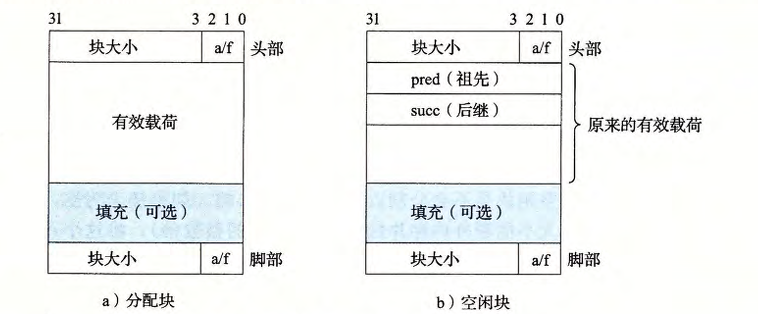 31 3 2 1 0
块大小 a/f 头部
有效载荷
填充（可选）
块大小 a/f 脚部
a）分配块
31 3 2 1 0
块大小 a/f 头部
pred（祖先）
succ（后继）
原来的有效载荷
填充（可选）
块大小 a/f 脚部
b）空闲块